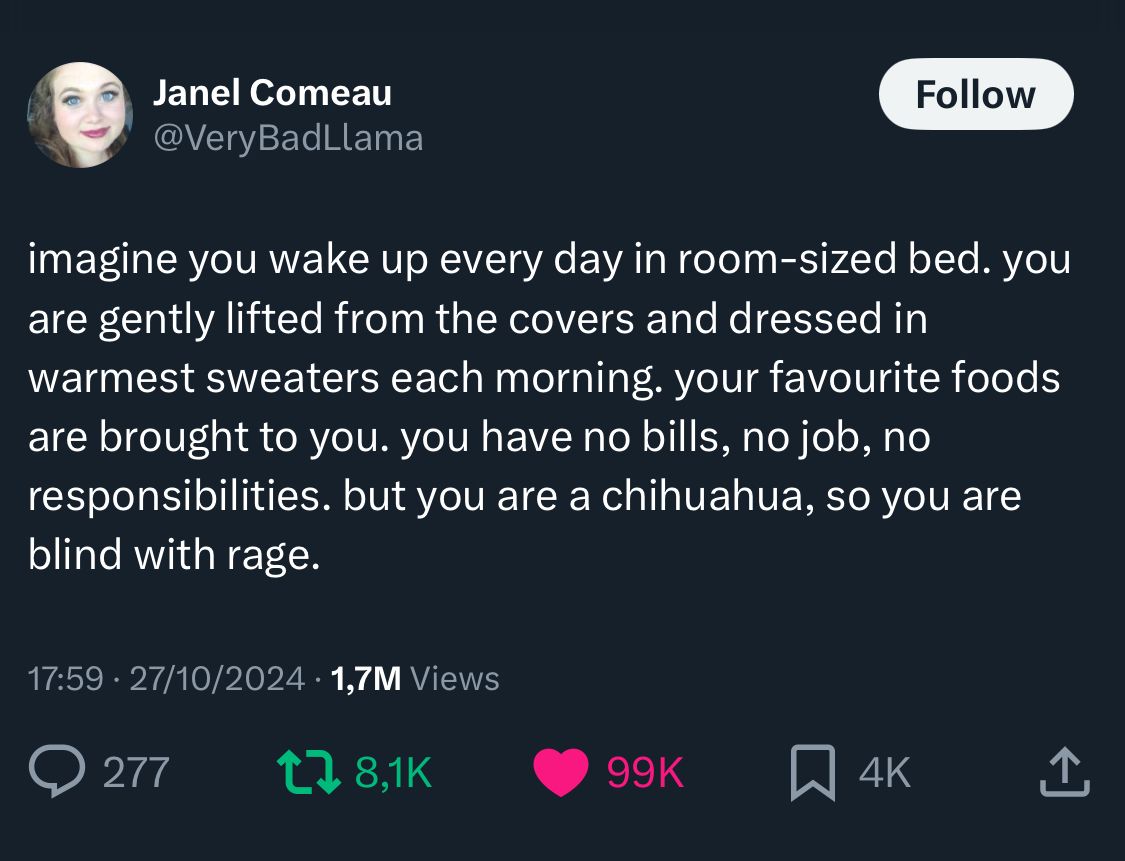 Janel Comeau
Follow
@VeryBadLlama
imagine you wake up every day in room-sized bed. you
are gently lifted from the covers and dressed in
warmest sweaters each morning. your favourite foods
are brought to you. you have no bills, no job, no
responsibilities. but you are a chihuahua, so you are
blind with rage.
17:59 · 27/10/2024 · 1,7M Views
277 8,1K 99K 4K